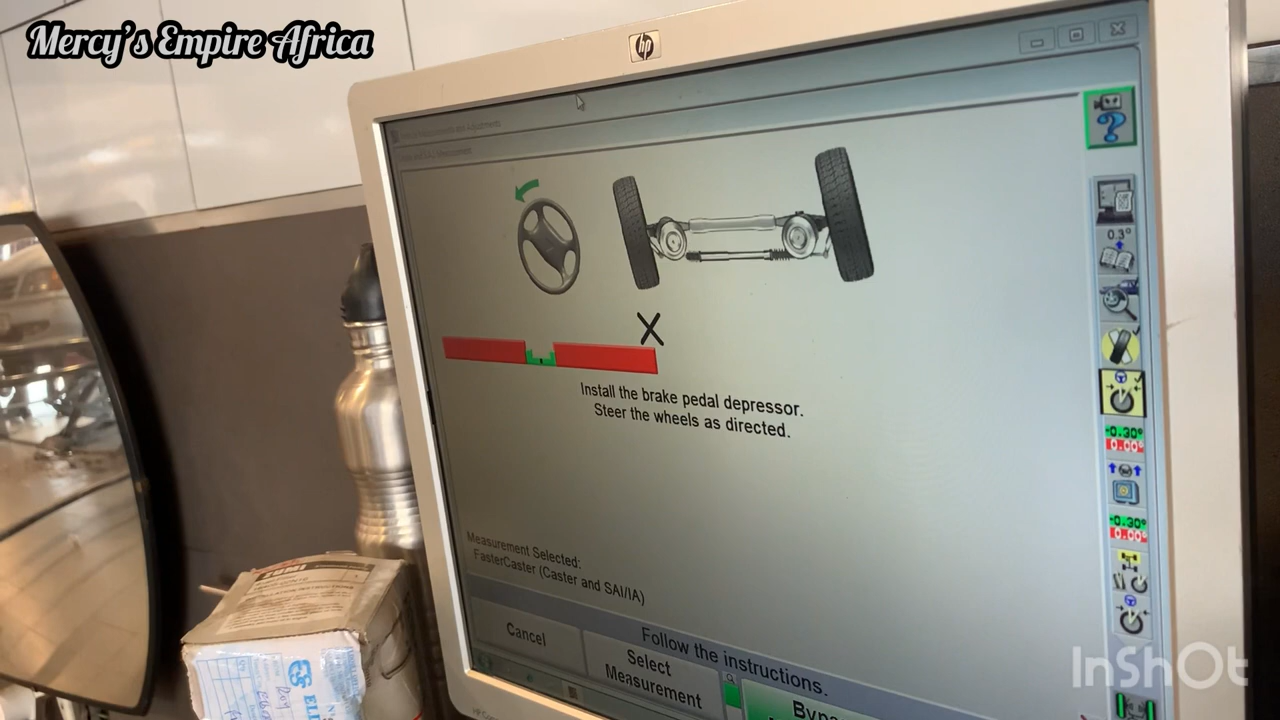 Mercy's Empire Africa
hp
?
0.3°
X
Install the brake pedal depressor.
Steer the wheels as directed.
-0.30°
0.00°
-0.30°
0.00°
Measurement Selected:
FasterCaster (Caster and SAI/IA)
Follow the instructions.
Cancel
Select
Measurement
InShOt